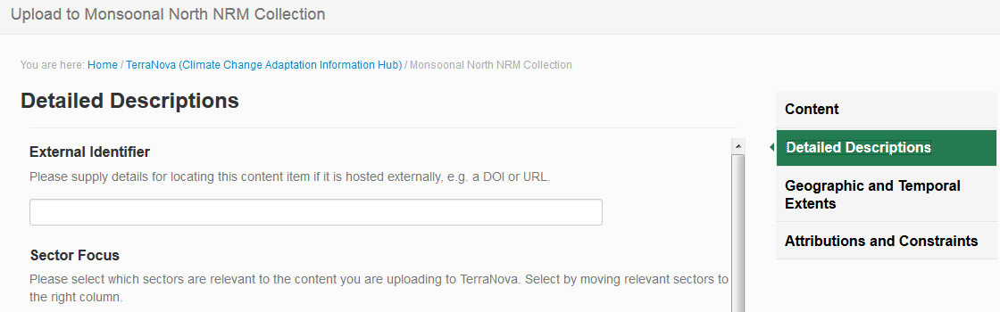 Upload to Monsoonal North NRM Collection
You are here: Home / TerraNova (Climate Change Adaptation Information Hub) / Monsoonal North NRM Collection
Detailed Descriptions
External Identifier
Please supply details for locating this content item if it is hosted externally, e.g. a DOI or URL.
Sector Focus
Please select which sectors are relevant to the content you are uploading to TerraNova. Select by moving relevant sectors to
the right column.
Content
Detailed Descriptions
Geographic and Temporal
Extents
Attributions and Constraints